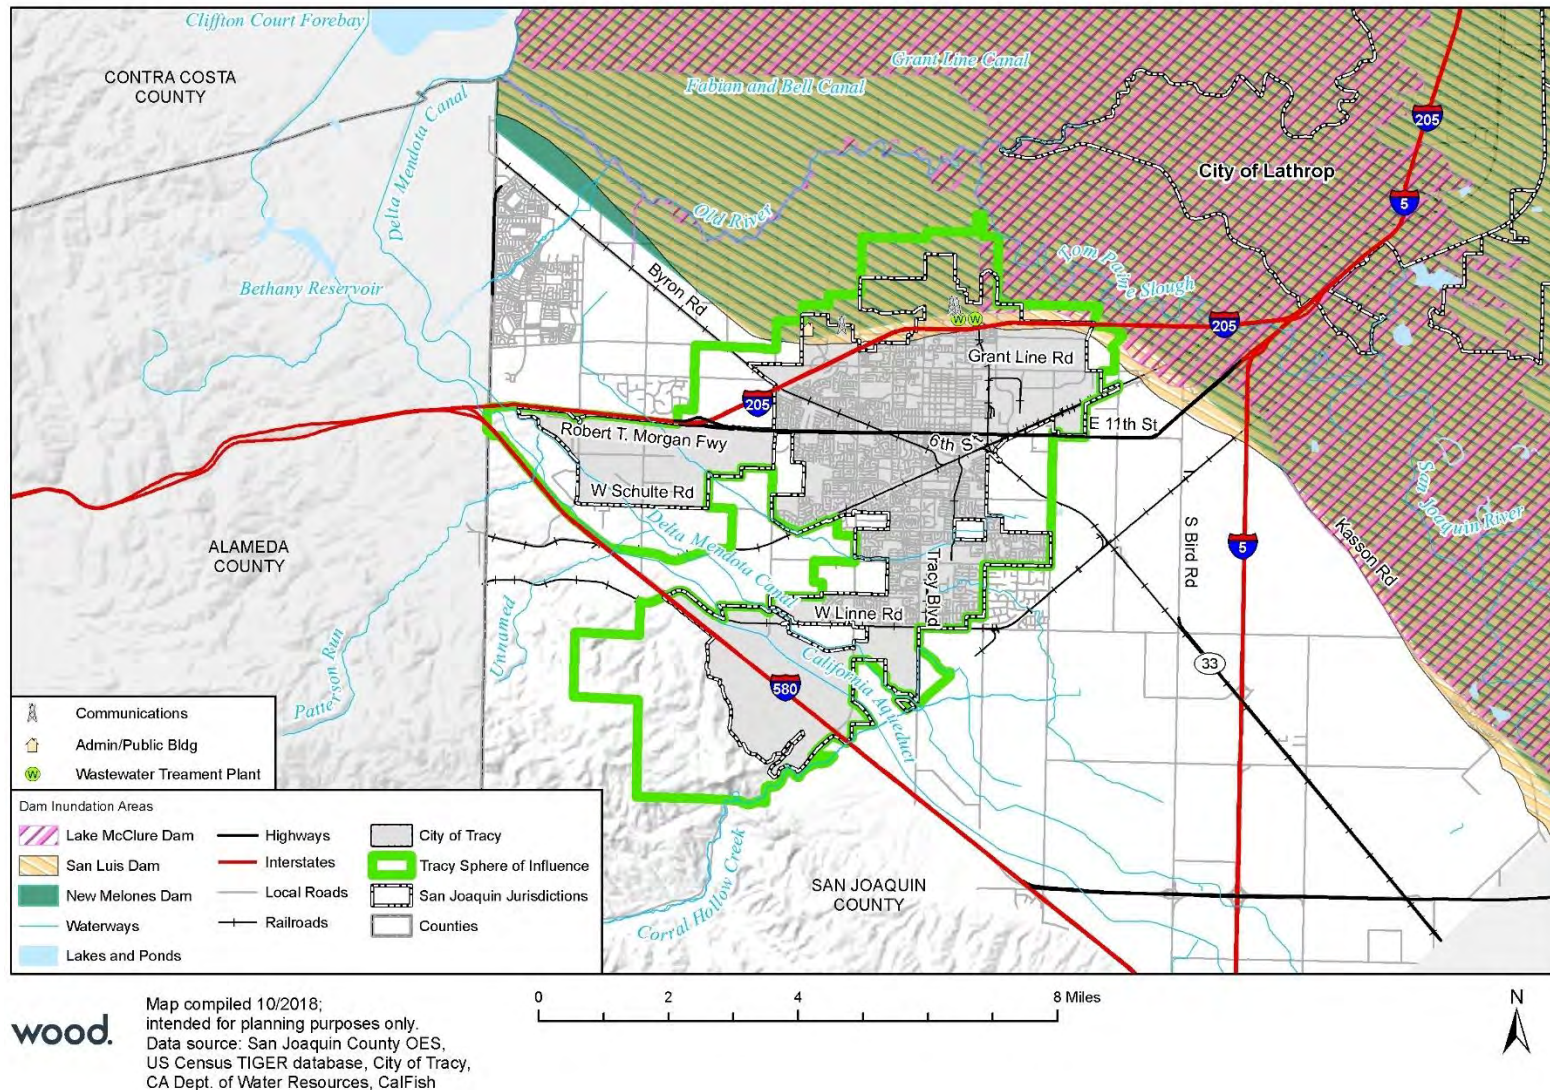 Cliffton Court Forebay
CONTRA COSTA
COUNTY
Delta Mendota Canal
Grant Line Canal
Fabian and Bell Canal
205
City of Lathrop
5
Old River
Tom Paine Slough
Bethany Reservoir
Byron Rd
W W
205
Grant Line Rd
205
E 11th St
Robert T. Morgan Fwy
6th St
W Schulte Rd
San Joaquin River
Kasson Rd
ALAMEDA
COUNTY
Delta Mendota Canal
S Bird Rd
5
Tracy Blvd
W Linne Rd
Unnamed
Patterson Run
California Aqueduct
33
580
SAN JOAQUIN
COUNTY
Corral Hollow Creek
Communications
Admin/Public Bldg
W Wastewater Treament Plant
Dam Inundation Areas
Lake McClure Dam
San Luis Dam
New Melones Dam
Waterways
Lakes and Ponds
Highways
Interstates
Local Roads
Railroads
City of Tracy
Tracy Sphere of Influence
San Joaquin Jurisdictions
Counties
wood.
Map compiled 10/2018;
intended for planning purposes only.
Data source: San Joaquin County OES,
US Census TIGER database, City of Tracy,
CA Dept. of Water Resources, CalFish
0 2 4 8 Miles
N